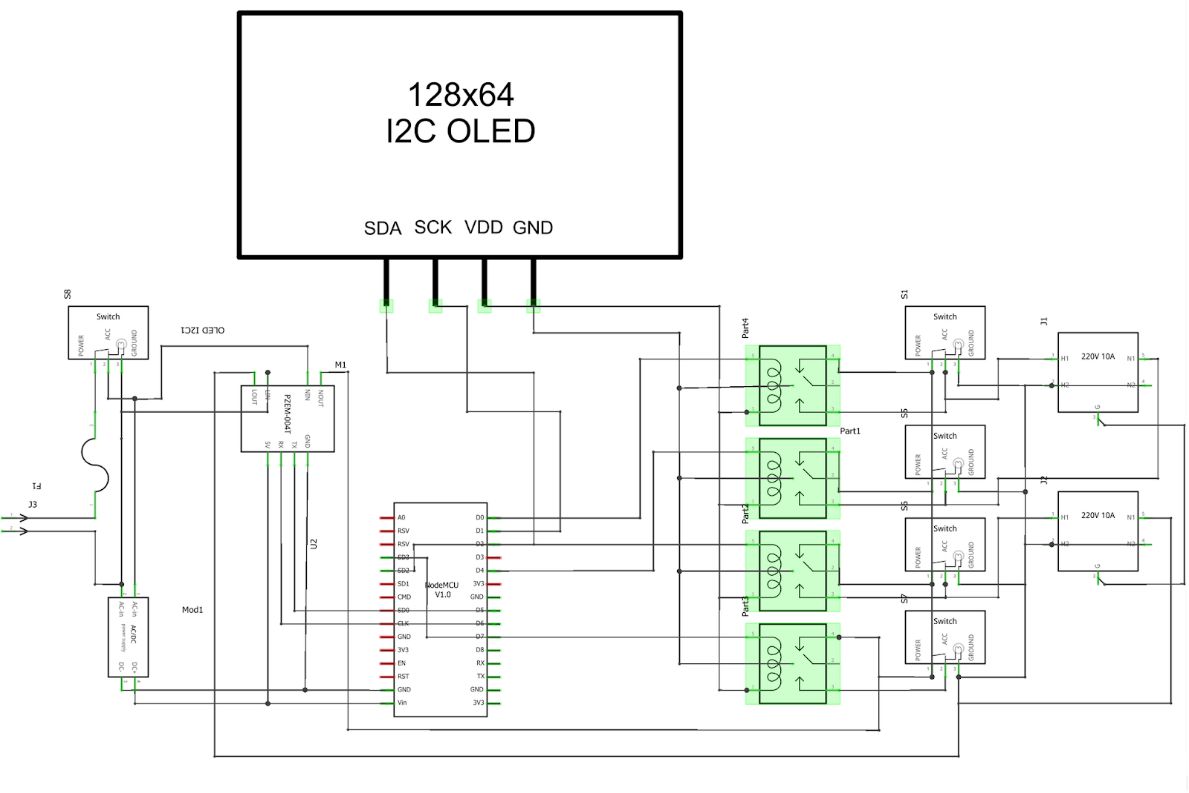 128x64
I2C OLED
SDA SCK VDD GND
S8
Switch
POWER
ACC
GROUND
OLED I2C1
M1
LOUT
LIN
NIN
NOUT
PZEM-004T
5V
RX
TX
GND
F1
J3
U2
Mod1
AC-in
AC-in
AC/DC
power supply
DC-
DC+
A0
RSV
RSV
SD3
SD2
SD1
CMD
SD0
CLK
GND
3V3
EN
RST
GND
Vin
NodeMCU
V1.0
D0
D1
D2
D3
D4
3V3
GND
D5
D6
D7
D8
RX
TX
GND
3V3
Part4
Part1
Part2
Part3
S1
Switch
POWER
ACC
GROUND
S5
Switch
POWER
ACC
GROUND
S6
Switch
POWER
ACC
GROUND
S7
Switch
POWER
ACC
GROUND
J1
220V 10A
H1
H2
N1
N2
G
J2
220V 10A
H1
H2
N1
N2
G